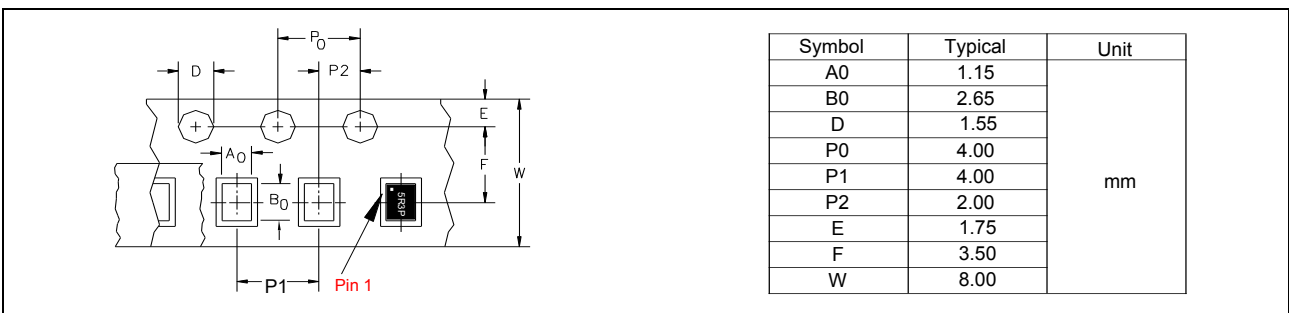 P0
D
P2
E
A0
F
W
B0
5R3P
P1
Pin 1
Symbol Typical Unit
A0 1.15
B0 2.65
D 1.55
P0 4.00
P1 4.00 mm
P2 2.00
E 1.75
F 3.50
W 8.00